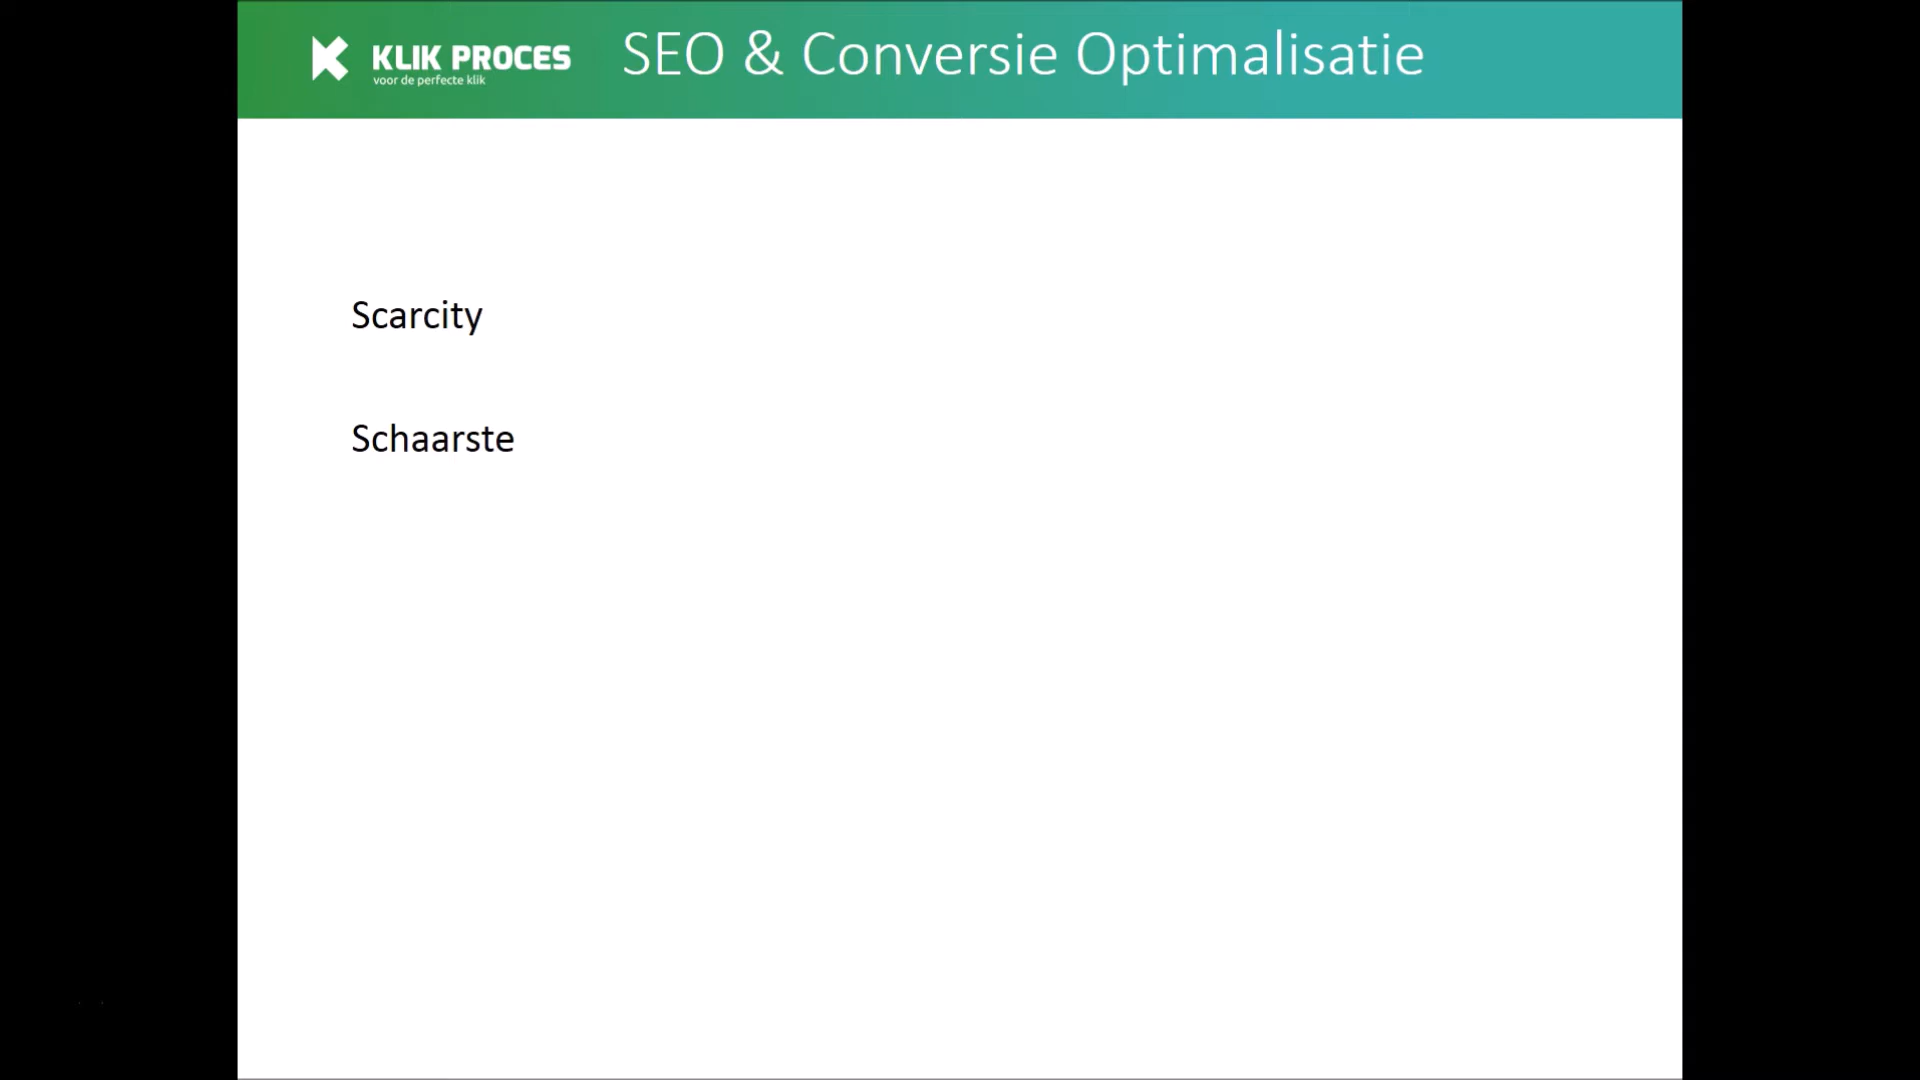 KLIK PROCES
voor de perfecte klik
SEO & Conversie Optimalisatie
Scarcity
Schaarste